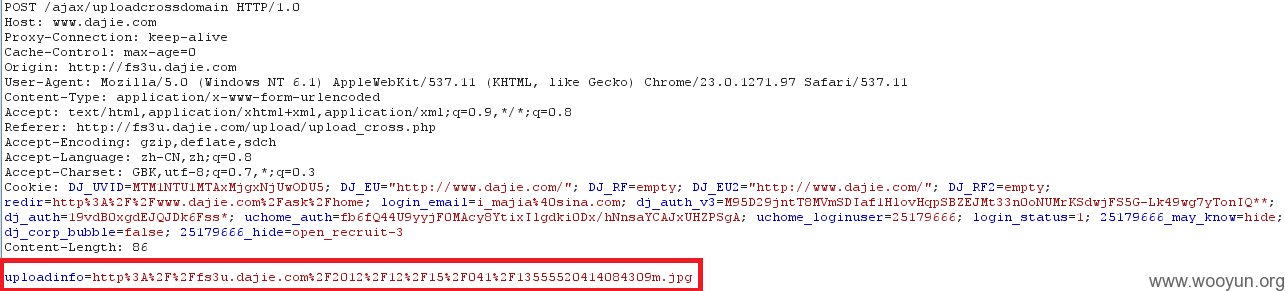 POST /ajax/uploadcrossdomain HTTP/1.0
Host: www.dajie.com
Proxy-Connection: keep-alive
Cache-Control: max-age=0
Origin: http://fs3u.dajie.com
User-Agent: Mozilla/5.0 (Windows NT 6.1) AppleWebKit/537.11 (KHTML, like Gecko) Chrome/23.0.1271.97 Safari/537.11
Content-Type: application/x-www-form-urlencoded
Accept: text/html,application/xhtml+xml,application/xml;q=0.9,*/*;q=0.8
Referer: http://fs3u.dajie.com/upload/upload_cross.php
Accept-Encoding: gzip,deflate,sdch
Accept-Language: zh-CN,zh;q=0.8
Accept-Charset: GBK,utf-8;q=0.7,*;q=0.3
Cookie: DJ_UVID=MTM1NTU1MTAxMjgxNjUwODU5; DJ_EU="http://www.dajie.com/"; DJ_RF=empty; DJ_EU2="http://www.dajie.com/"; DJ_RF2=empty;
redir=http%3A%2F%2Fwww.dajie.com%2Fask%2Fhome; login_email=i_majia%40sina.com; dj_auth_v3=M95D29jntT8MVmSDIaf1HlovHqpSBZEJMt33nOoNUMrKSdwjFS5G-Lk49wg7yTonIQ**;
dj_auth=19vdB0xgdEJQJDk6Fss*; uchome_auth=fb6fQ44U9yyjFOMAcy8YtixI1gdkiODx/hNnsaYCAJxUHZPSgA; uchome_loginuser=25179666; login_status=1; 25179666_may_know=hide;
dj_corp_bubble=false; 25179666_hide=open_recruit-3
Content-Length: 86
uploadinfo=http%3A%2F%2Ffs3u.dajie.com%2F2012%2F12%2F15%2F041%2F13555520414084309m.jpg
www.wooyun.org